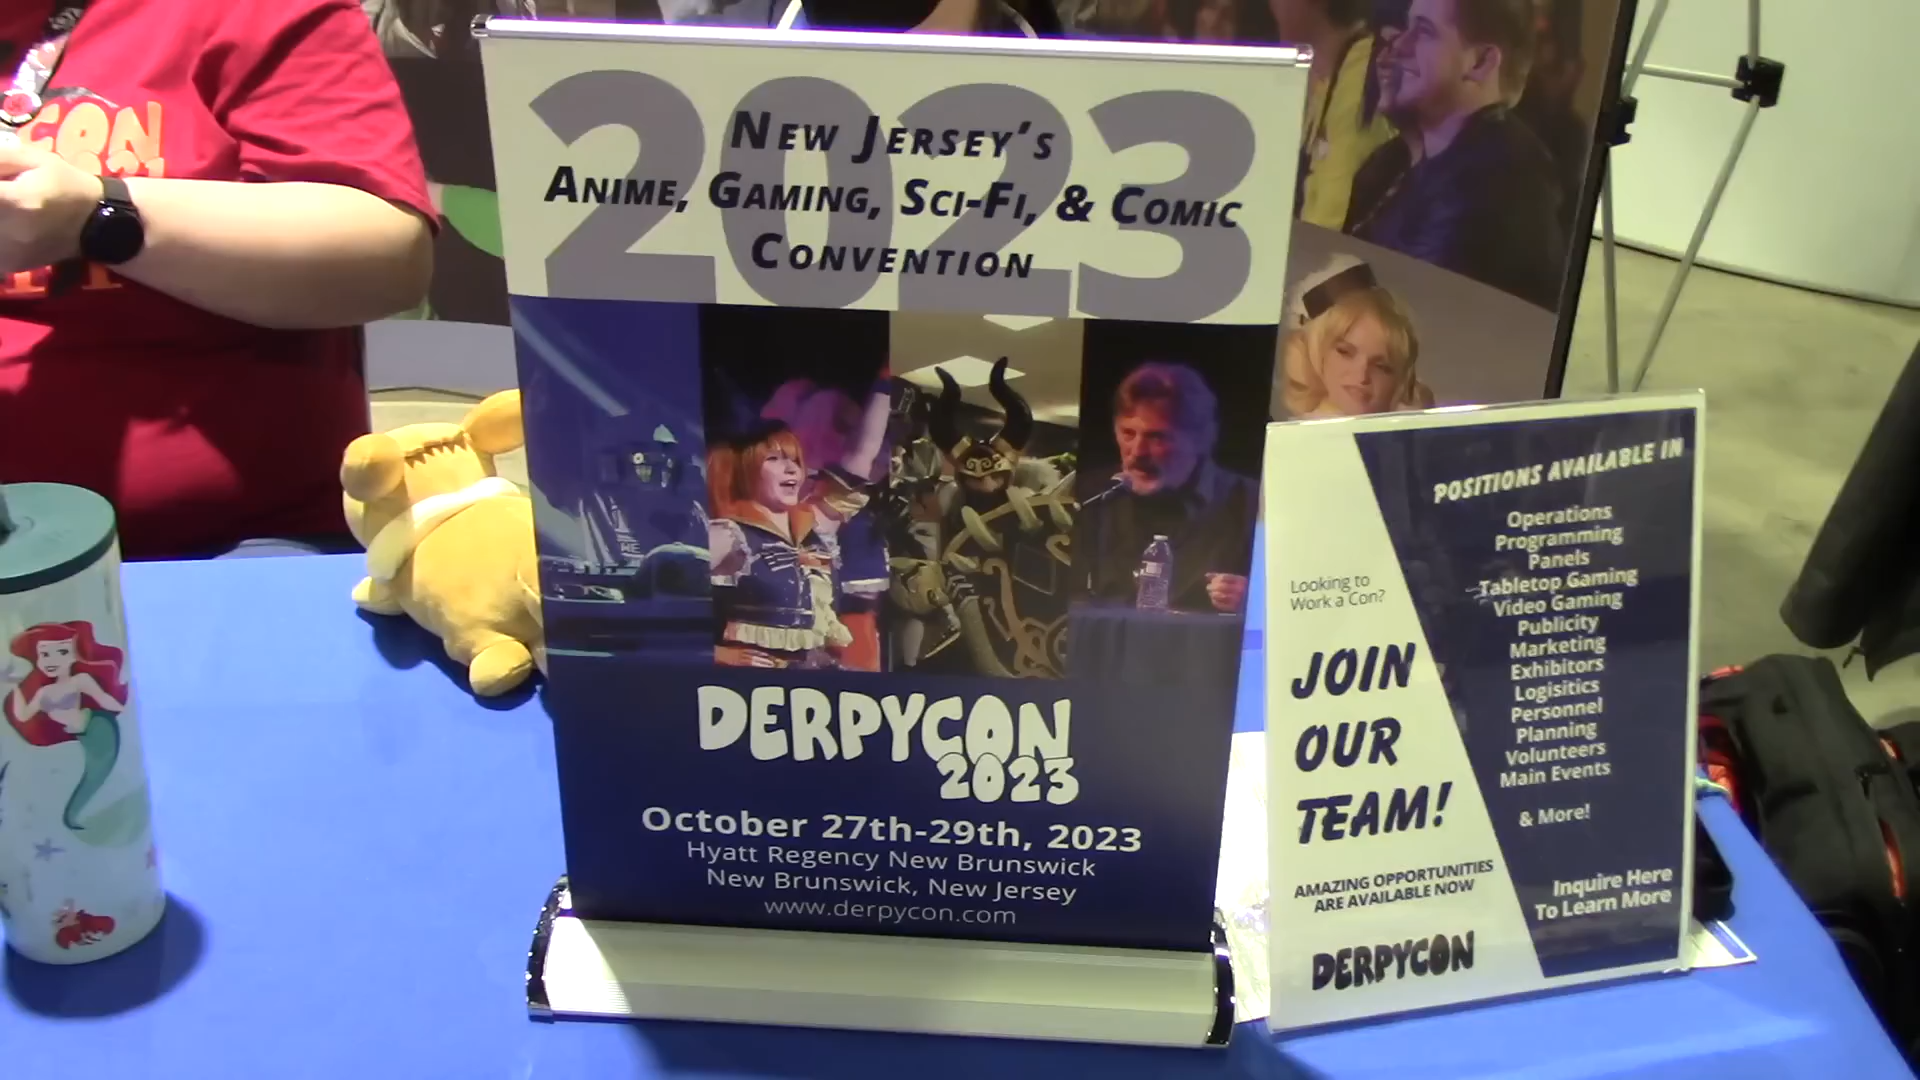 2023
NEW JERSEY'S
ANIME, GAMING, SCI-FI, & COMIC
CONVENTION
DERPYCON
2023
October 27th-29th, 2023
Hyatt Regency New Brunswick
New Brunswick, New Jersey
www.derpycon.com
CON
POSITIONS AVAILABLE IN
Operations
Programming
Panels
Tabletop Gaming
Video Gaming
Publicity
Marketing
Exhibitors
Logisitics
Personnel
Planning
Volunteers
Main Events
& More!
Inquire Here
To Learn More
Looking to
Work a Con?
JOIN
OUR
TEAM!
AMAZING OPPORTUNITIES
ARE AVAILABLE NOW
DERPYCON